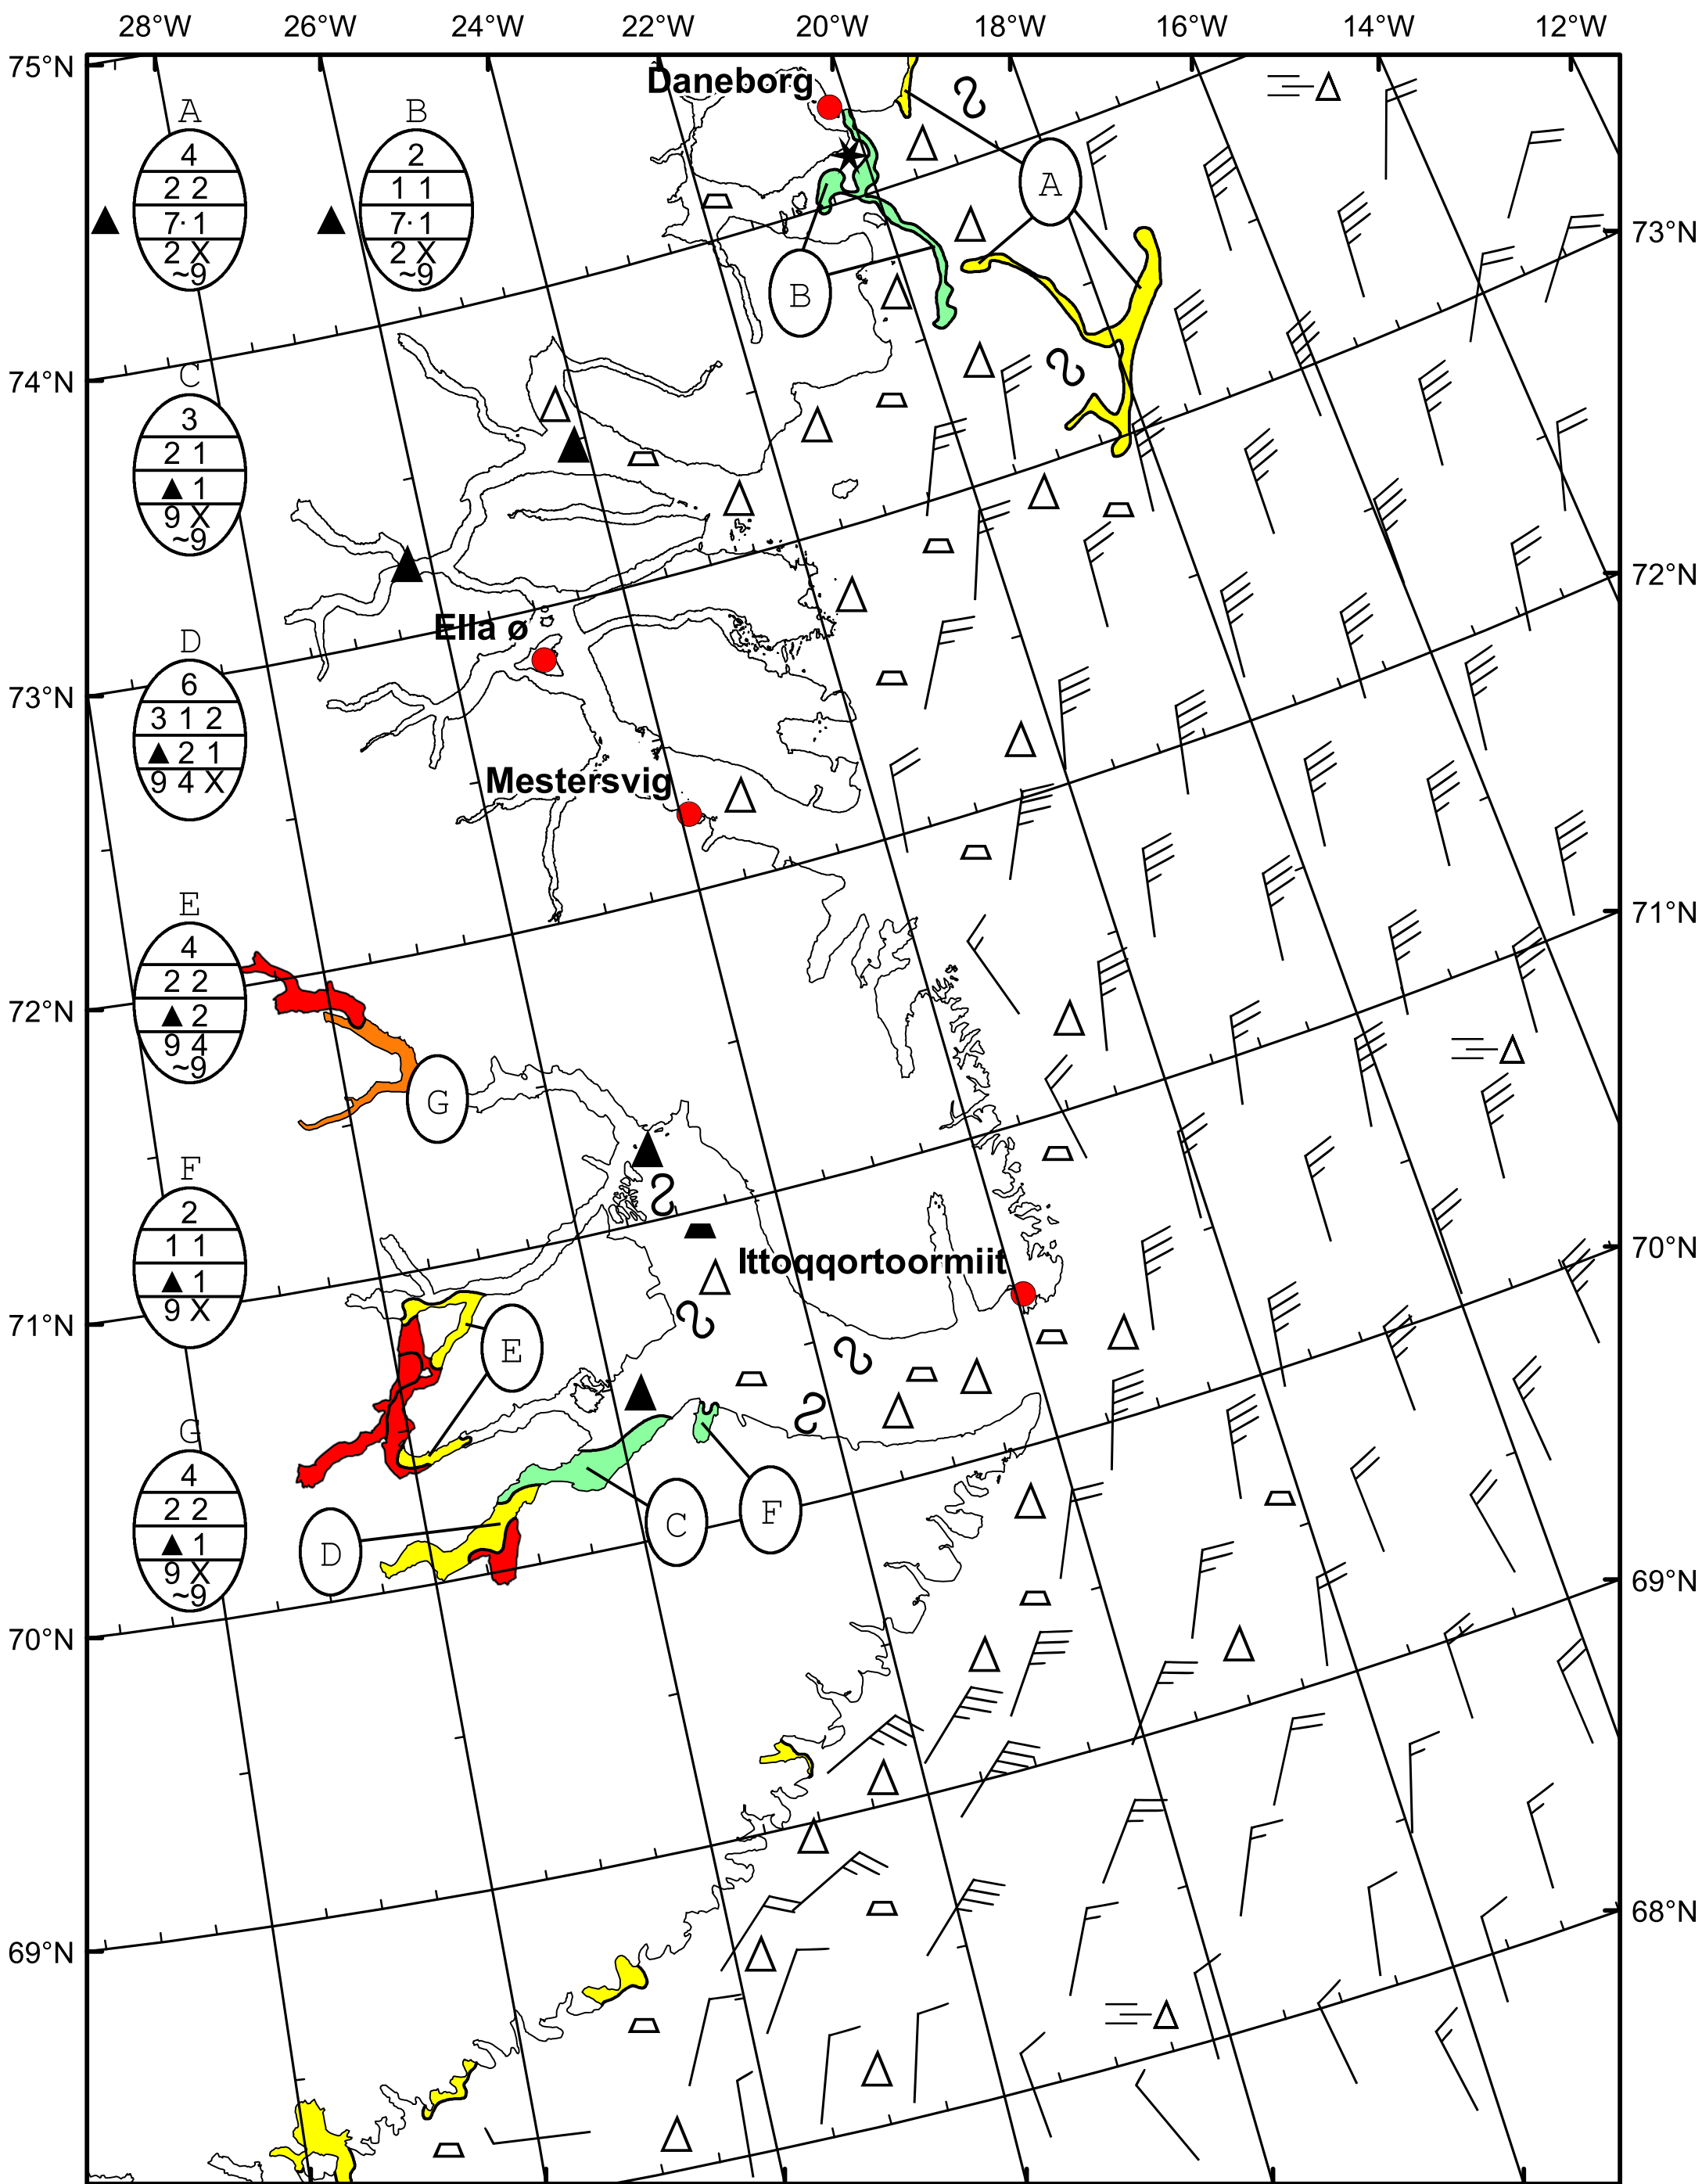 28°W 26°W 24°W 22°W 20°W 18°W 16°W 14°W 12°W
75°N
Daneborg
A
4
2 2
7· 1
2 X
~9
B
2
1 1
7· 1
2 X
~9
A
73°N
B
74°N
C
3
2 1
1
9 X
~9
72°N
Ella ø
D
6
3 1 2
2 1
9 4 X
73°N
Mestersvig
E
4
2 2
2
9 4
~9
71°N
72°N
G
F
2
1 1
1
9 X
70°N
Ittoqqortoormiit
71°N
E
G
4
2 2
1
9 X
~9
D
C
F
69°N
70°N
68°N
69°N